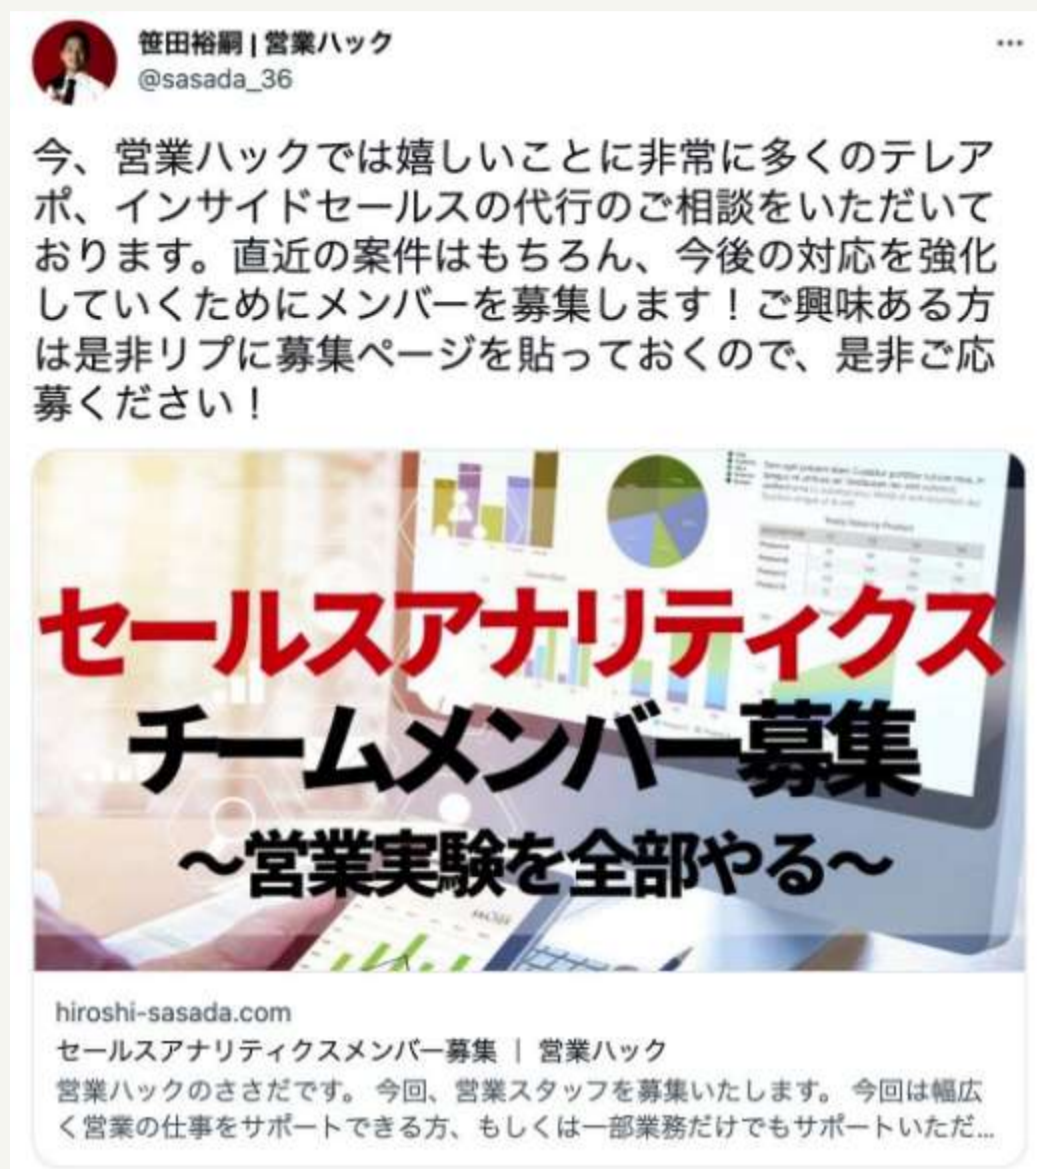 笹田裕嗣 | 営業ハック
@sasada_36
今、営業ハックでは嬉しいことに非常に多くのテレア
ポ、インサイドセールスの代行のご相談をいただいて
おります。直近の案件はもちろん、今後の対応を強化
していくためにメンバーを募集します！ご興味ある方
は是非リプに募集ページを貼っておくので、是非ご応
募ください！
セールスアナリティクス
チームメンバー募集
〜営業実験を全部やる〜
hiroshi-sasada.com
セールスアナリティクスメンバー募集 ｜ 営業ハック
営業ハックのささだです。 今回、営業スタッフを募集いたします。 今回は幅広
く営業の仕事をサポートできる方、もしくは一部業務だけでもサポートいただ...